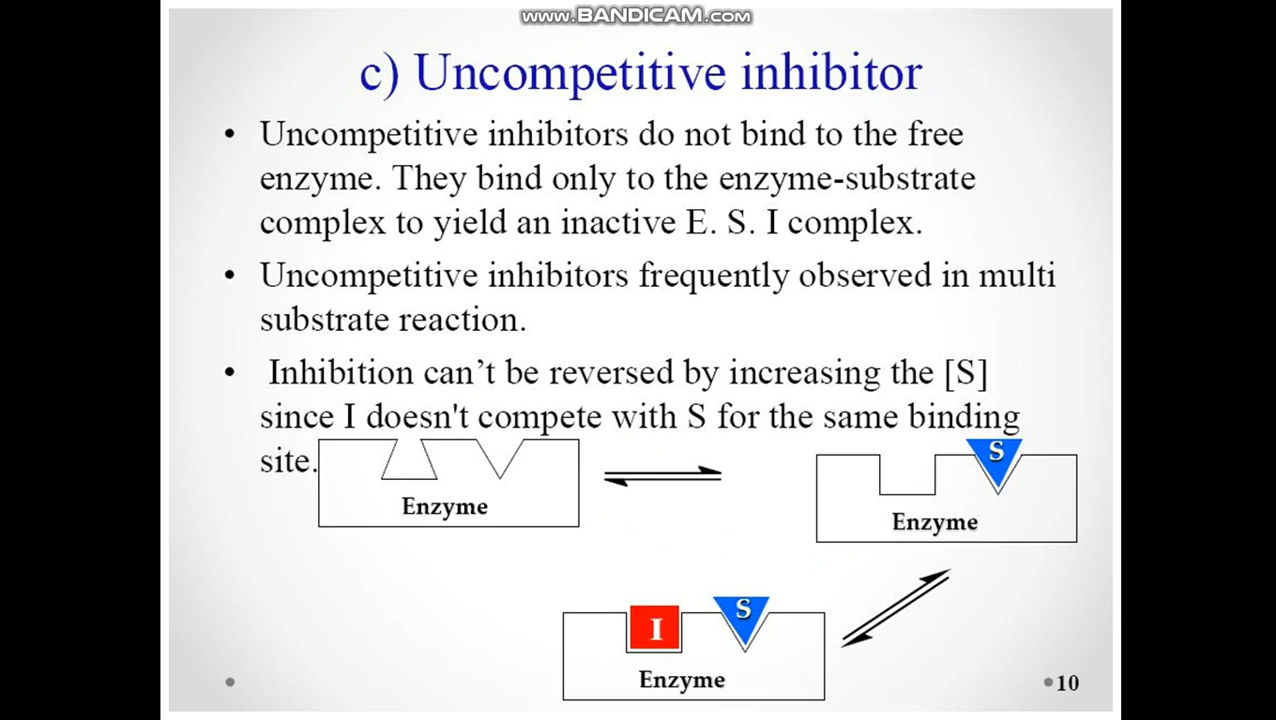 www.BANDICAM.com
c) Uncompetitive inhibitor
• Uncompetitive inhibitors do not bind to the free
enzyme. They bind only to the enzyme-substrate
complex to yield an inactive E. S. I complex.
• Uncompetitive inhibitors frequently observed in multi
substrate reaction.
• Inhibition can’t be reversed by increasing the [S]
since I doesn't compete with S for the same binding
site.
Enzyme
S
Enzyme
I
S
Enzyme
10